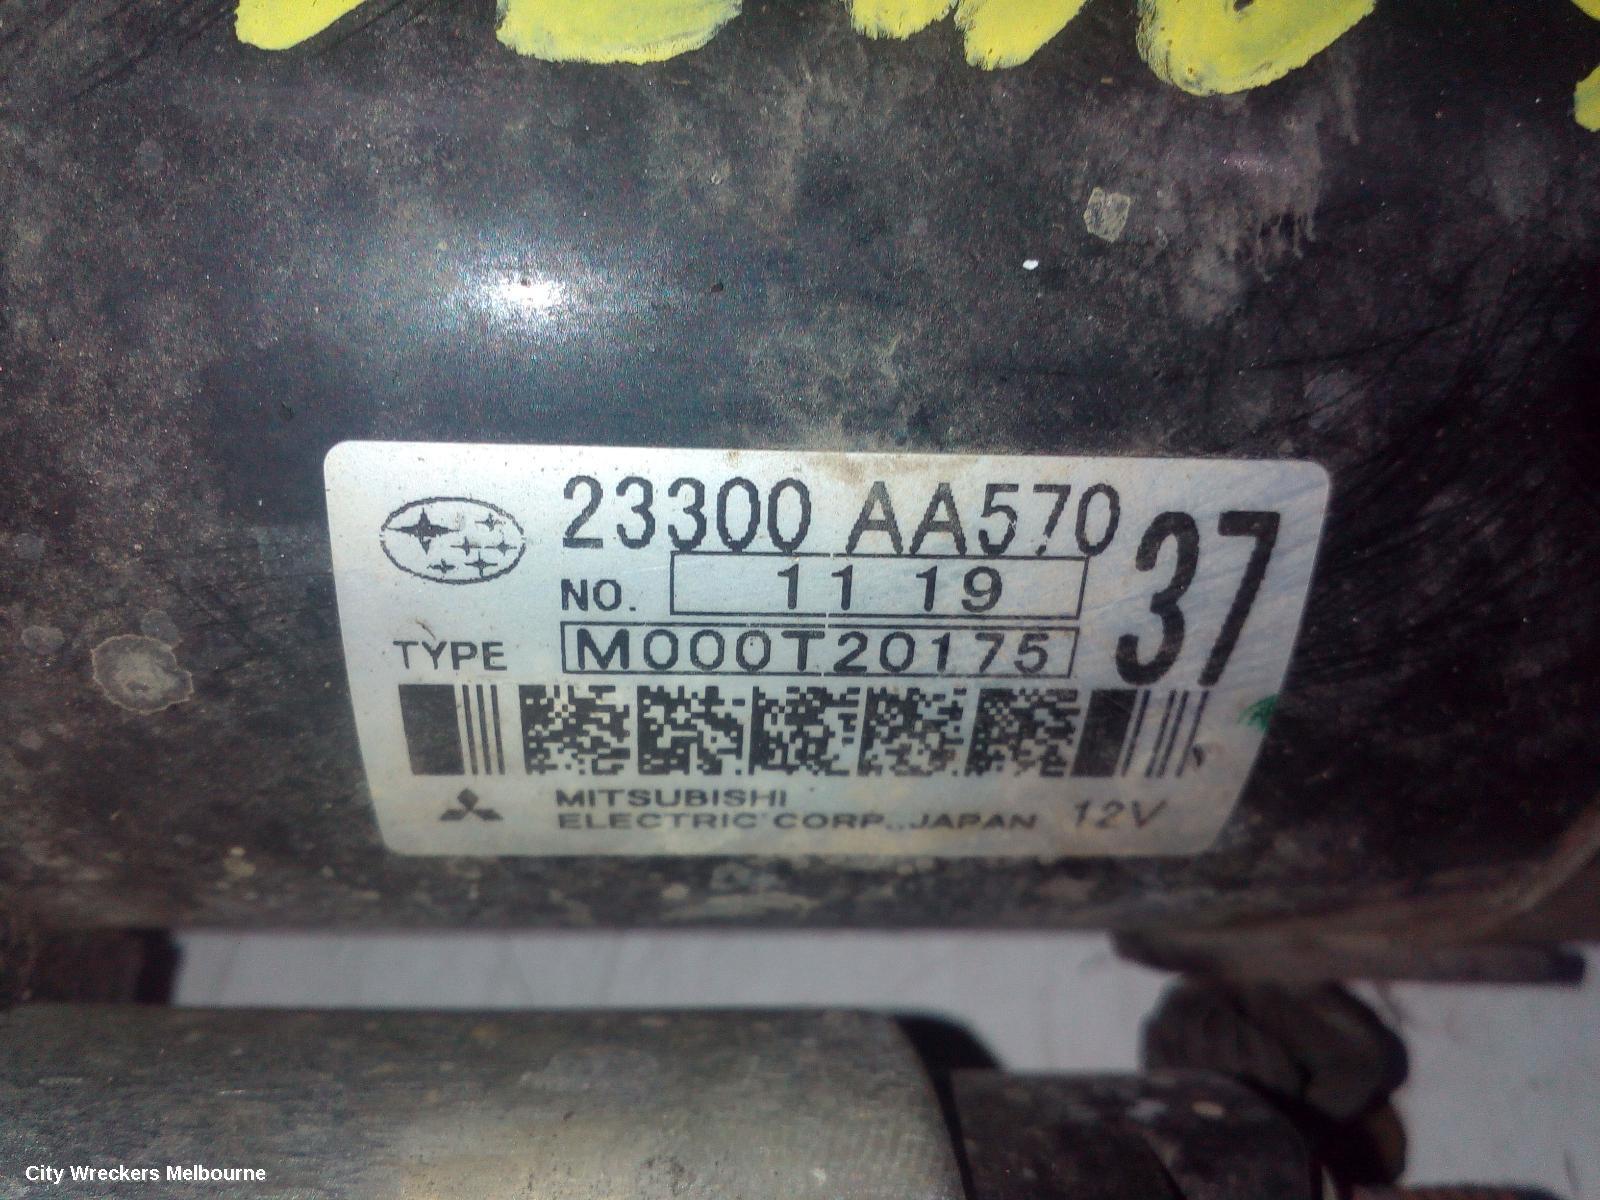 23300 AA570
37
NO. 11 19
TYPE M000T20175
MITSUBISHI
ELECTRIC CORP. JAPAN 12V
City Wreckers Melbourne